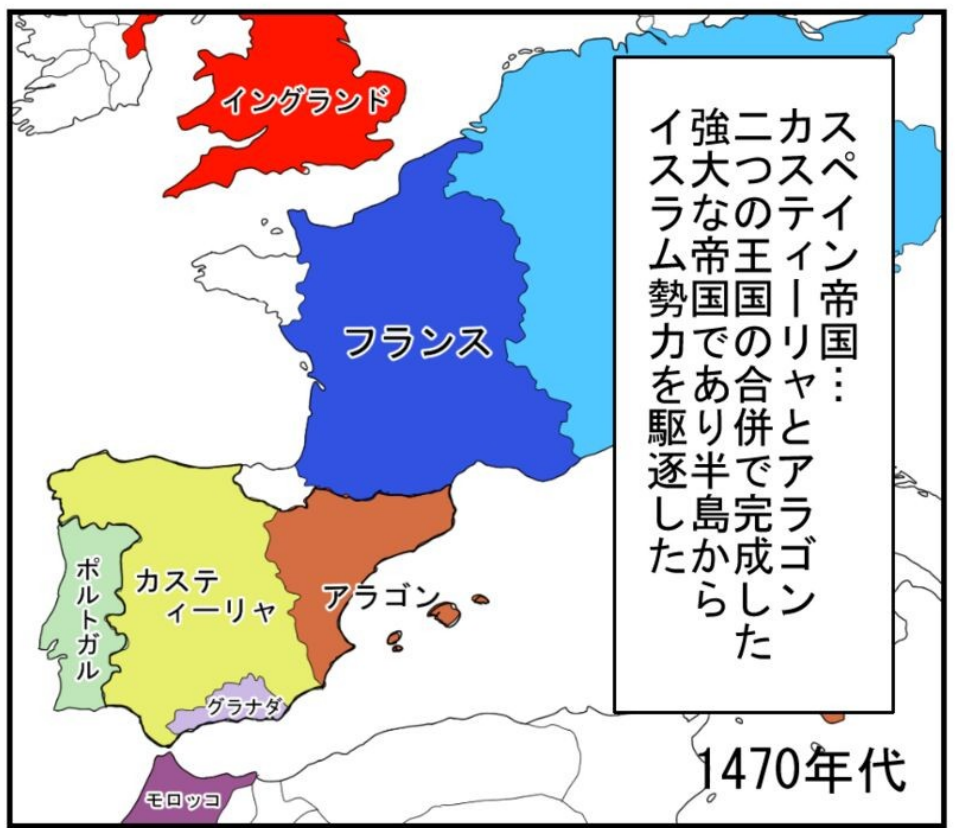 スペイン帝国…
カスティーリャとアラゴン
二つの王国の合併で完成した
強大な帝国であり半島から
イスラム勢力を駆逐した
イングランド
フランス
ポルトガル
カステ
ィーリャ
アラゴン
グラナダ
モロッコ
1470年代